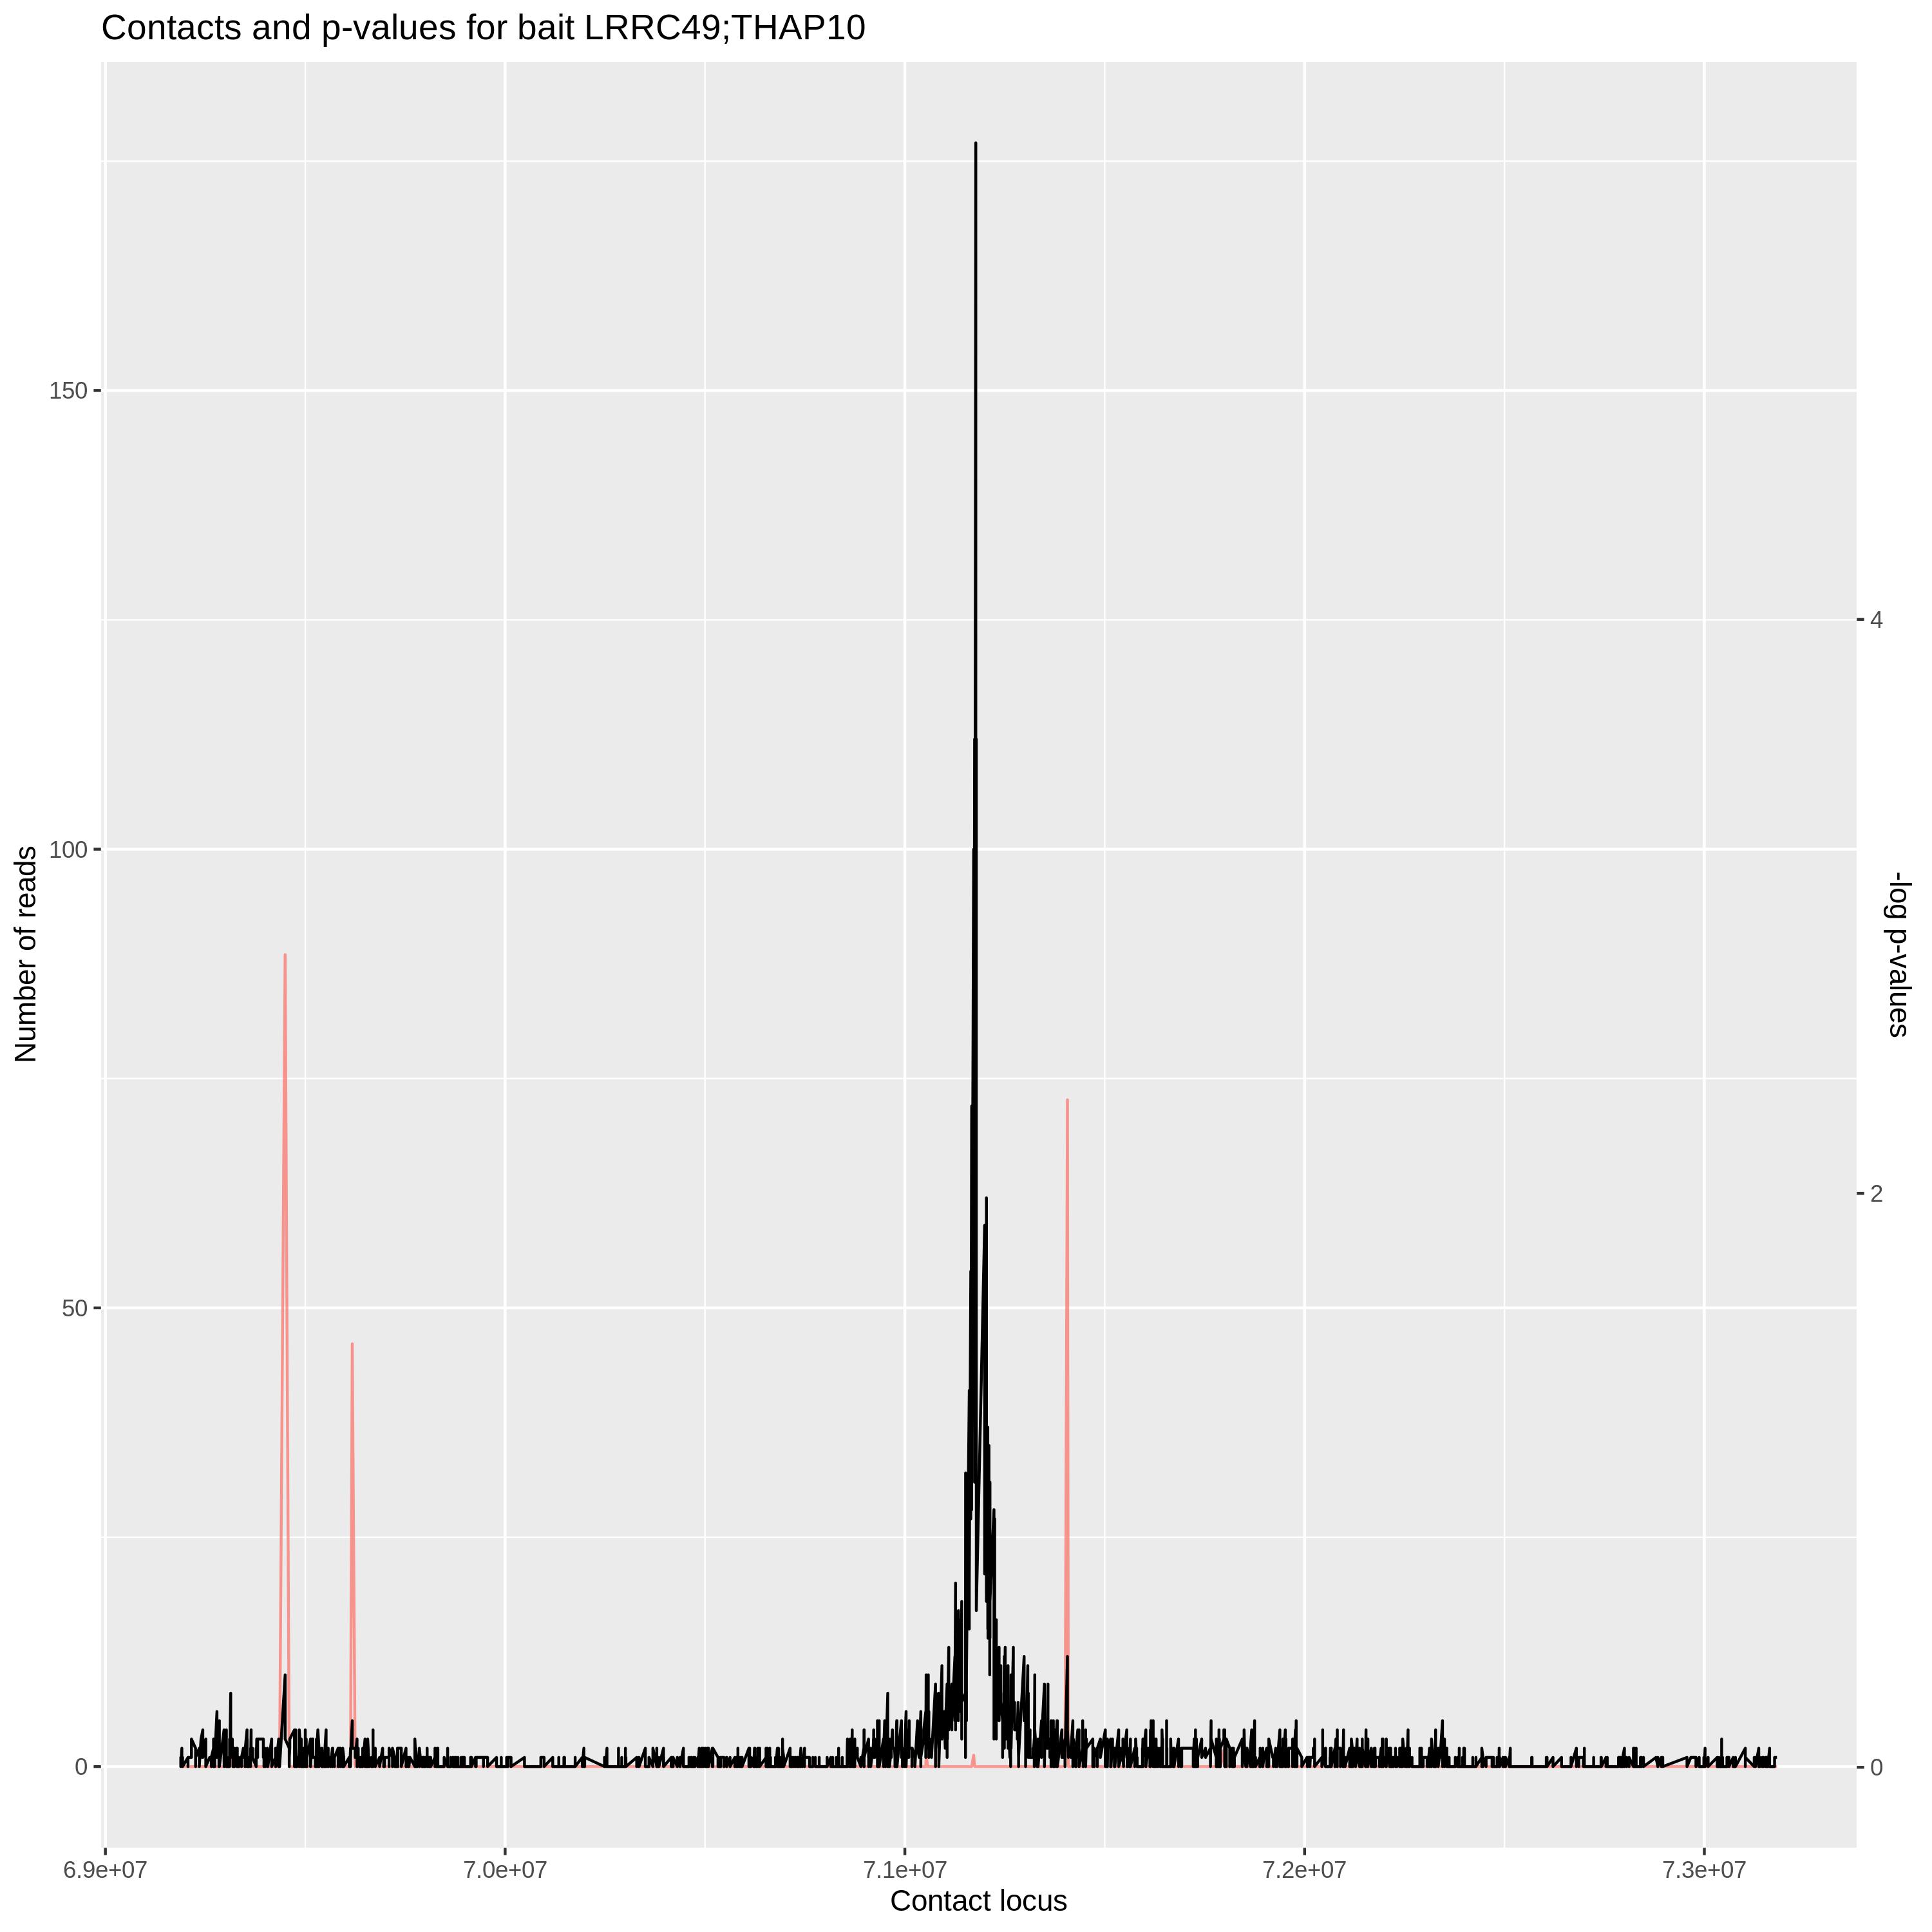 Contacts and p-values for bait LRRC49;THAP10
Number of reads
150
100
50
0
4
2
0
-log p-values
6.9e+07
7.0e+07
7.1e+07
7.2e+07
7.3e+07
Contact locus